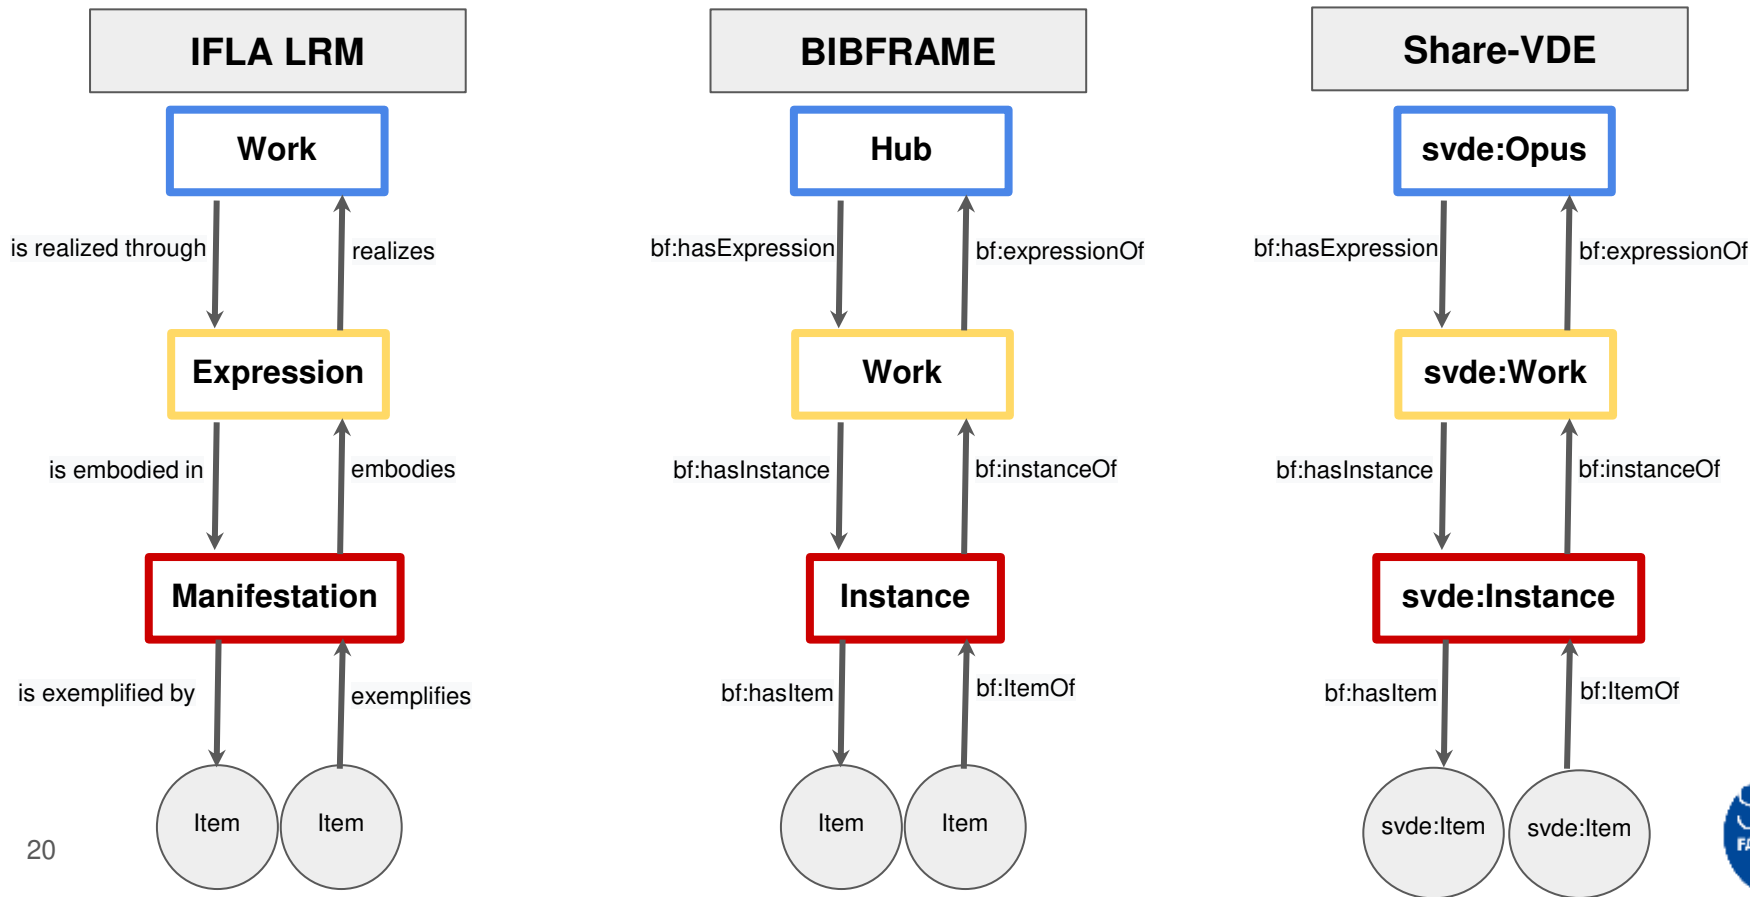 IFLA LRM
BIBFRAME
Share-VDE
Work
Hub
svde:Opus
is realized through
realizes
bf:hasExpression
bf:expressionOf
bf:hasExpression
bf:expressionOf
Expression
Work
svde:Work
is embodied in
embodies
bf:hasInstance
bf:instanceOf
bf:hasInstance
bf:instanceOf
Manifestation
Instance
svde:Instance
is exemplified by
exemplifies
bf:hasItem
bf:ItemOf
bf:hasItem
bf:ItemOf
Item
Item
Item
Item
svde:Item
svde:Item
20